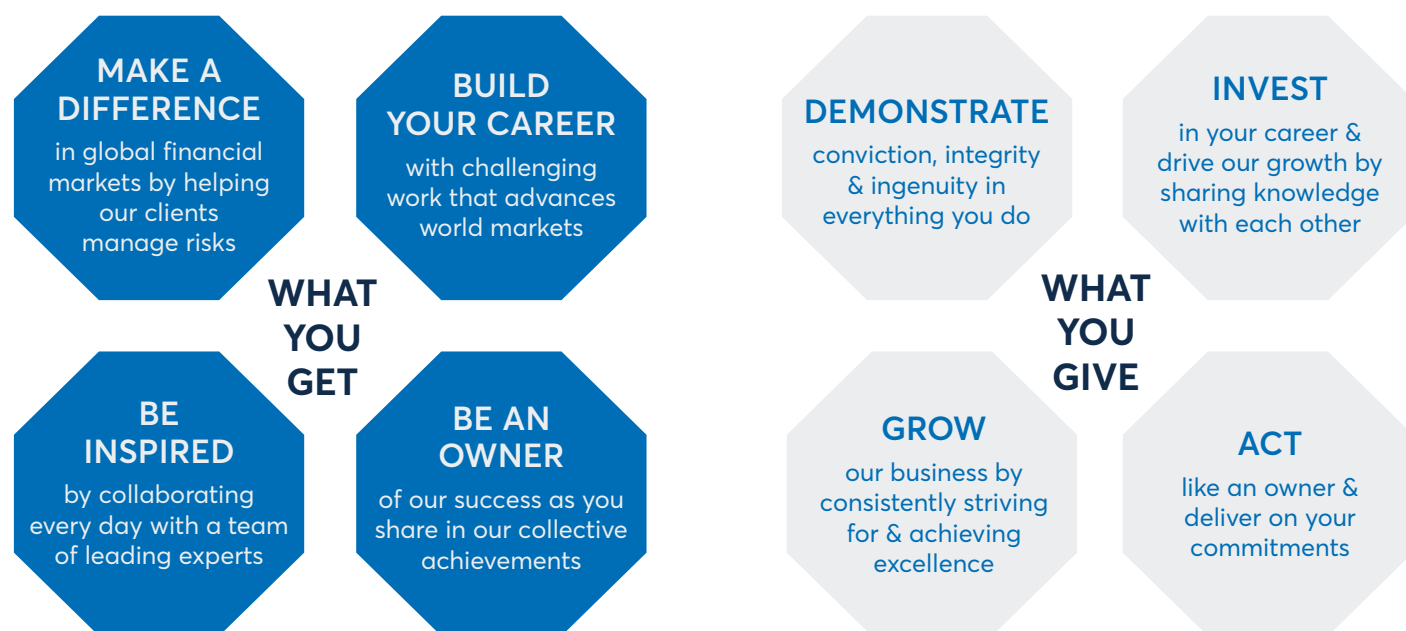 MAKE A
DIFFERENCE
in global financial
markets by helping
our clients
manage risks
BUILD
YOUR CAREER
with challenging
work that advances
world markets
WHAT
YOU
GET
BE
INSPIRED
by collaborating
every day with a team
of leading experts
BE AN
OWNER
of our success as you
share in our collective
achievements
DEMONSTRATE
conviction, integrity
& ingenuity in
everything you do
INVEST
in your career &
drive our growth by
sharing knowledge
with each other
WHAT
YOU
GIVE
GROW
our business by
consistently striving
for & achieving
excellence
ACT
like an owner &
deliver on your
commitments